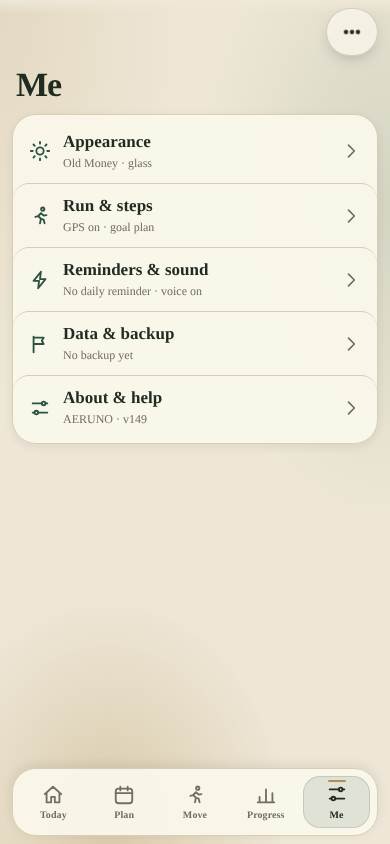 Me
Appearance
Old Money · glass
Run & steps
GPS on · goal plan
Reminders & sound
No daily reminder · voice on
Data & backup
No backup yet
About & help
AERUNO · v149
Today
Plan
Move
Progress
Me